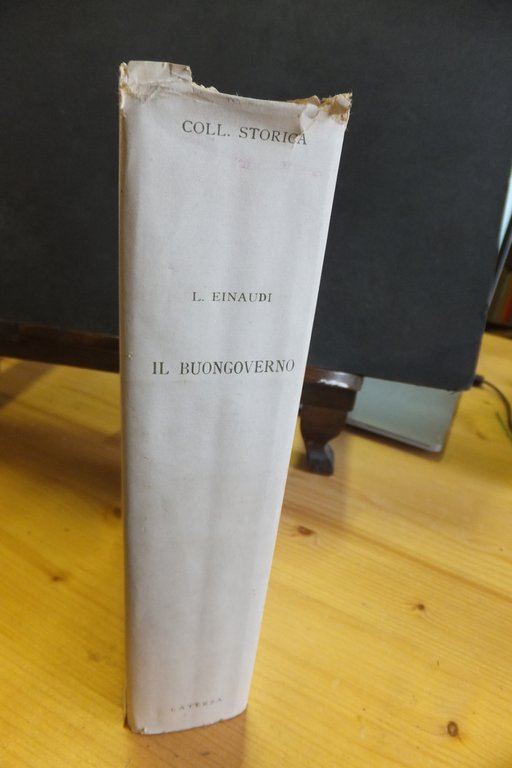 COLL. STORICA
L. EINAUDI
IL BUONGOVERNO
LATERZA